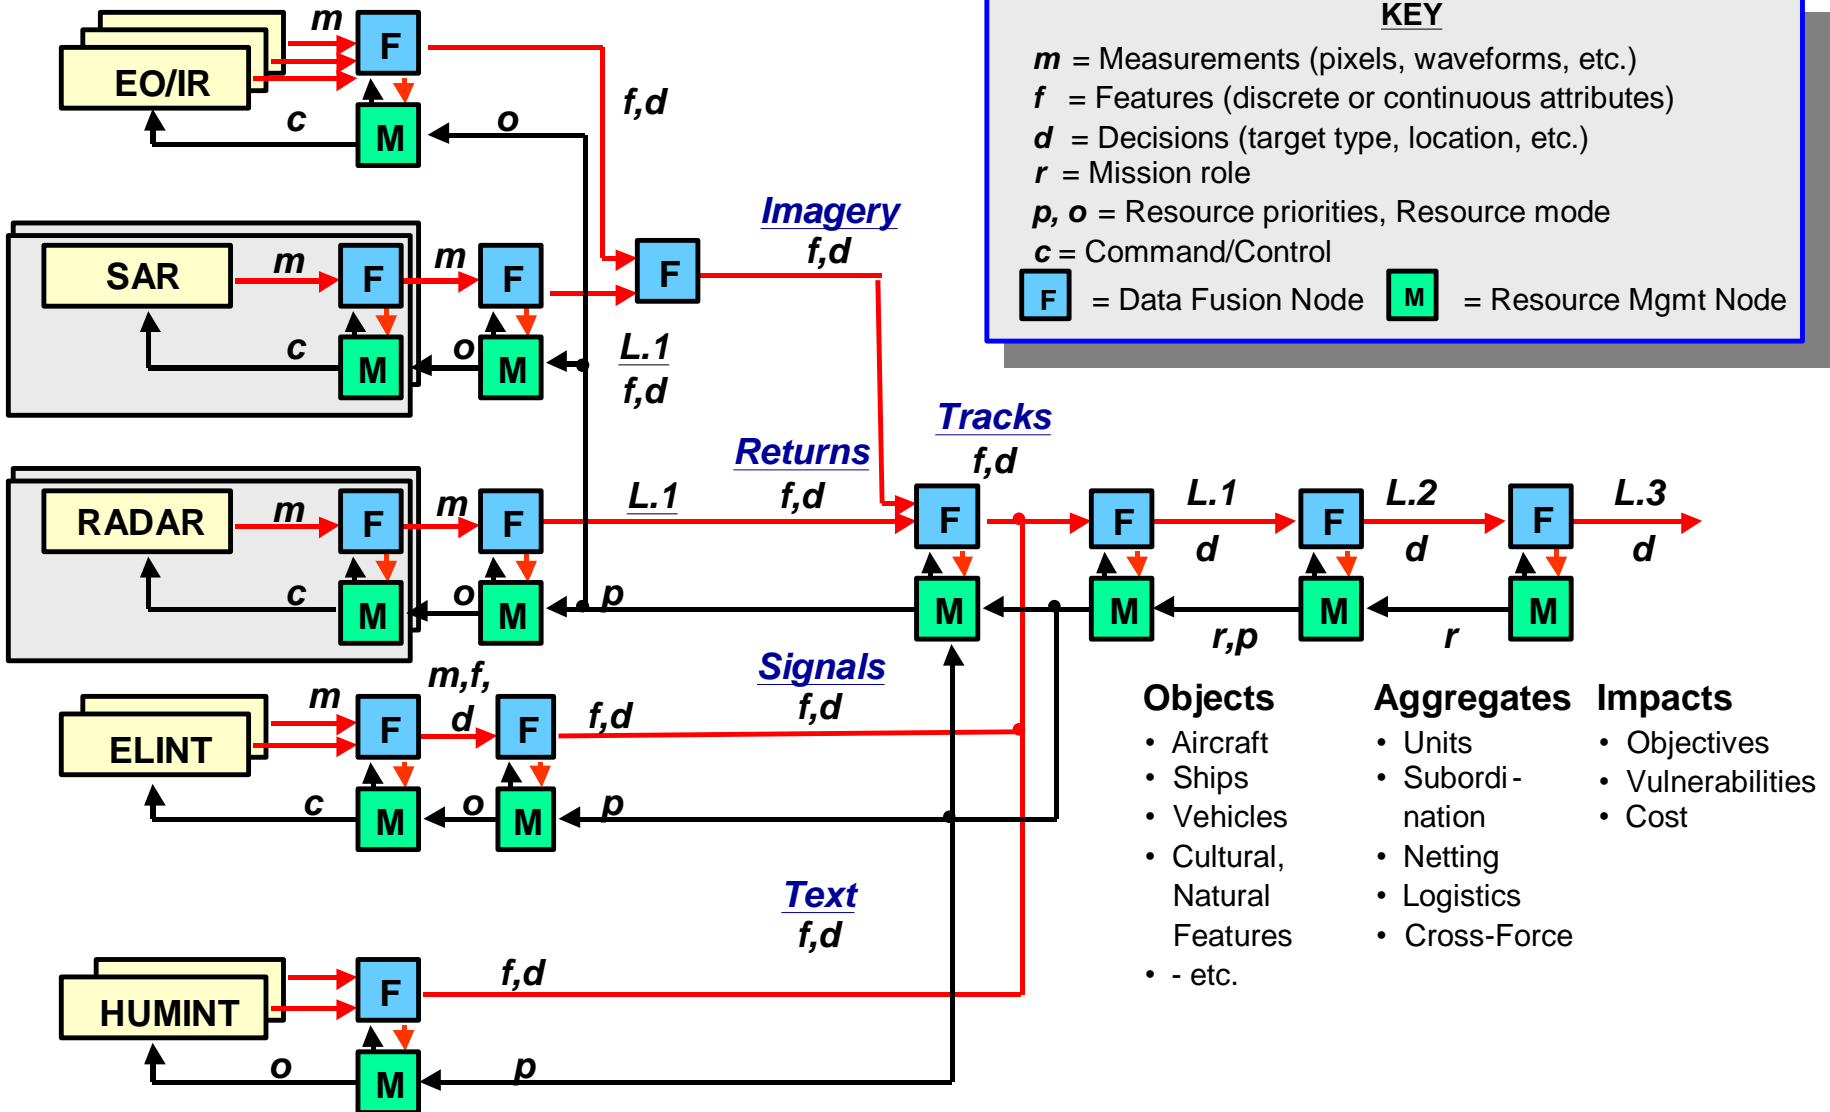 KEY
m = Measurements (pixels, waveforms, etc.)
f = Features (discrete or continuous attributes)
d = Decisions (target type, location, etc.)
r = Mission role
p, o = Resource priorities, Resource mode
c = Command/Control
F = Data Fusion Node M = Resource Mgmt Node
m
F
EO/IR
f,d
c
M
o
Imagery
f,d
SAR
m
F
m
F
F
c
M
o
M
L.1
f,d
Tracks
f,d
Returns
f,d
RADAR
m
F
m
F
L.1
F
F
L.1
d
F
L.2
d
F
L.3
d
c
M
o
M
p
M
M
r,p
M
r
M
Signals
f,d
m
F
m,f,
d
F
f,d
ELINT
c
M
o
M
p
Objects
• Aircraft
• Ships
• Vehicles
• Cultural,
Natural
Features
• - etc.
Aggregates
• Units
• Subordi-
nation
• Netting
• Logistics
• Cross-Force
Impacts
• Objectives
• Vulnerabilities
• Cost
Text
f,d
F
f,d
HUMINT
o
M
p